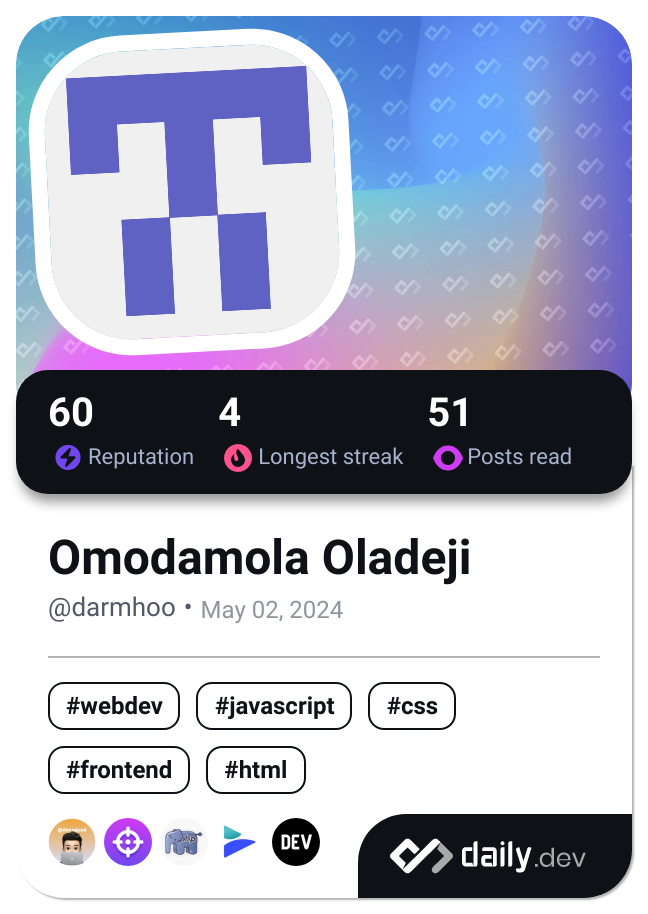 60 4 51
Reputation Longest streak Posts read
Omodamola Oladeji
@darmhoo • May 02, 2024
#webdev #javascript #css
#frontend #html
php DEV daily.dev